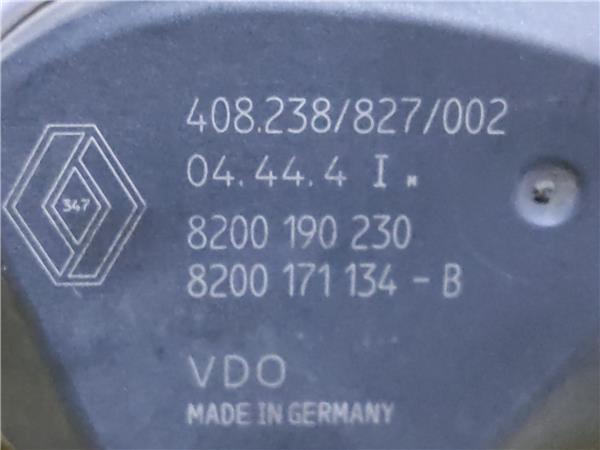 408.238/827/002
04.44.4 I
347
8200 190 230
8200 171 134 - B
VDO
MADE IN GERMANY